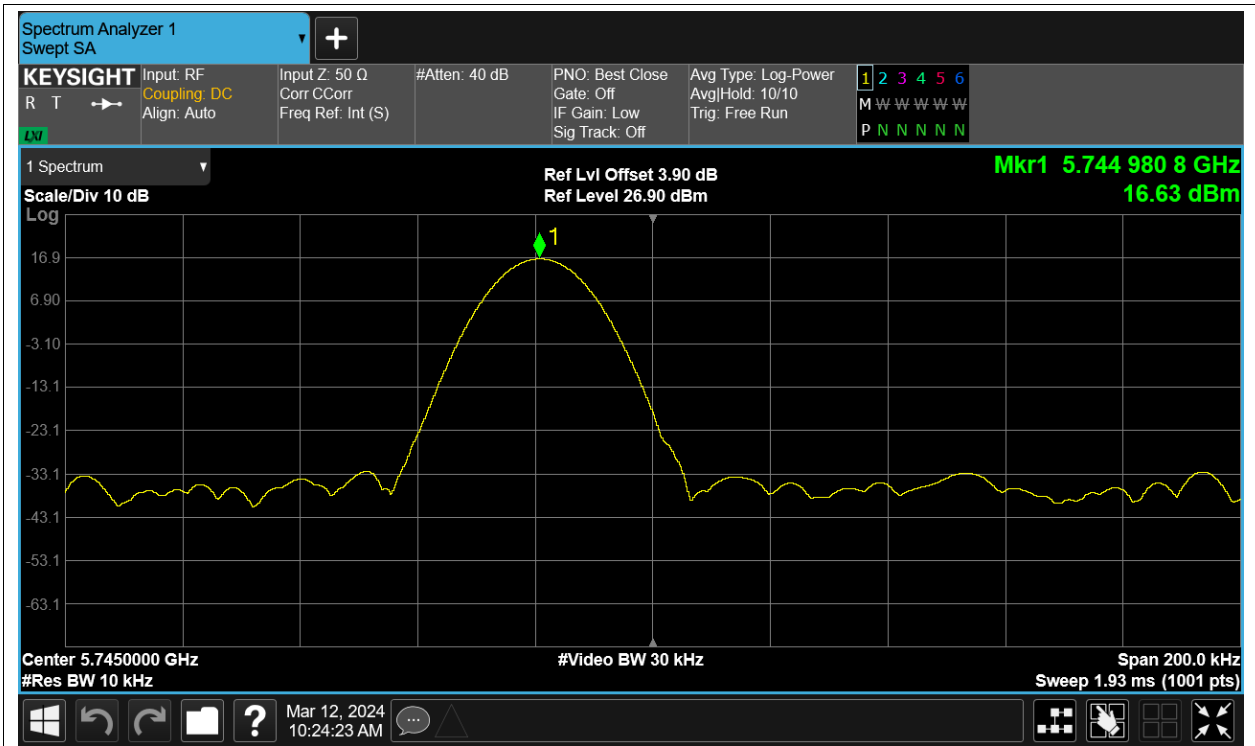 Spectrum Analyzer 1
Swept SA
KEYSIGHT
R T
LXI
Input: RF
Coupling: DC
Align: Auto
Input Z: 50 Ω
Corr CCorr
Freq Ref: Int (S)
#Atten: 40 dB
PNO: Best Close
Gate: Off
IF Gain: Low
Sig Track: Off
Avg Type: Log-Power
Avg|Hold: 10/10
Trig: Free Run
1 2 3 4 5 6
M W W W W W
P N N N N N
1 Spectrum
Scale/Div 10 dB
Ref Lvl Offset 3.90 dB
Ref Level 26.90 dBm
Mkr1 5.744 980 8 GHz
16.63 dBm
Log
1
16.9
6.90
-3.10
-13.1
-23.1
-33.1
-43.1
-53.1
-63.1
Center 5.7450000 GHz
#Res BW 10 kHz
#Video BW 30 kHz
Span 200.0 kHz
Sweep 1.93 ms (1001 pts)
?
Mar 12, 2024
10:24:23 AM